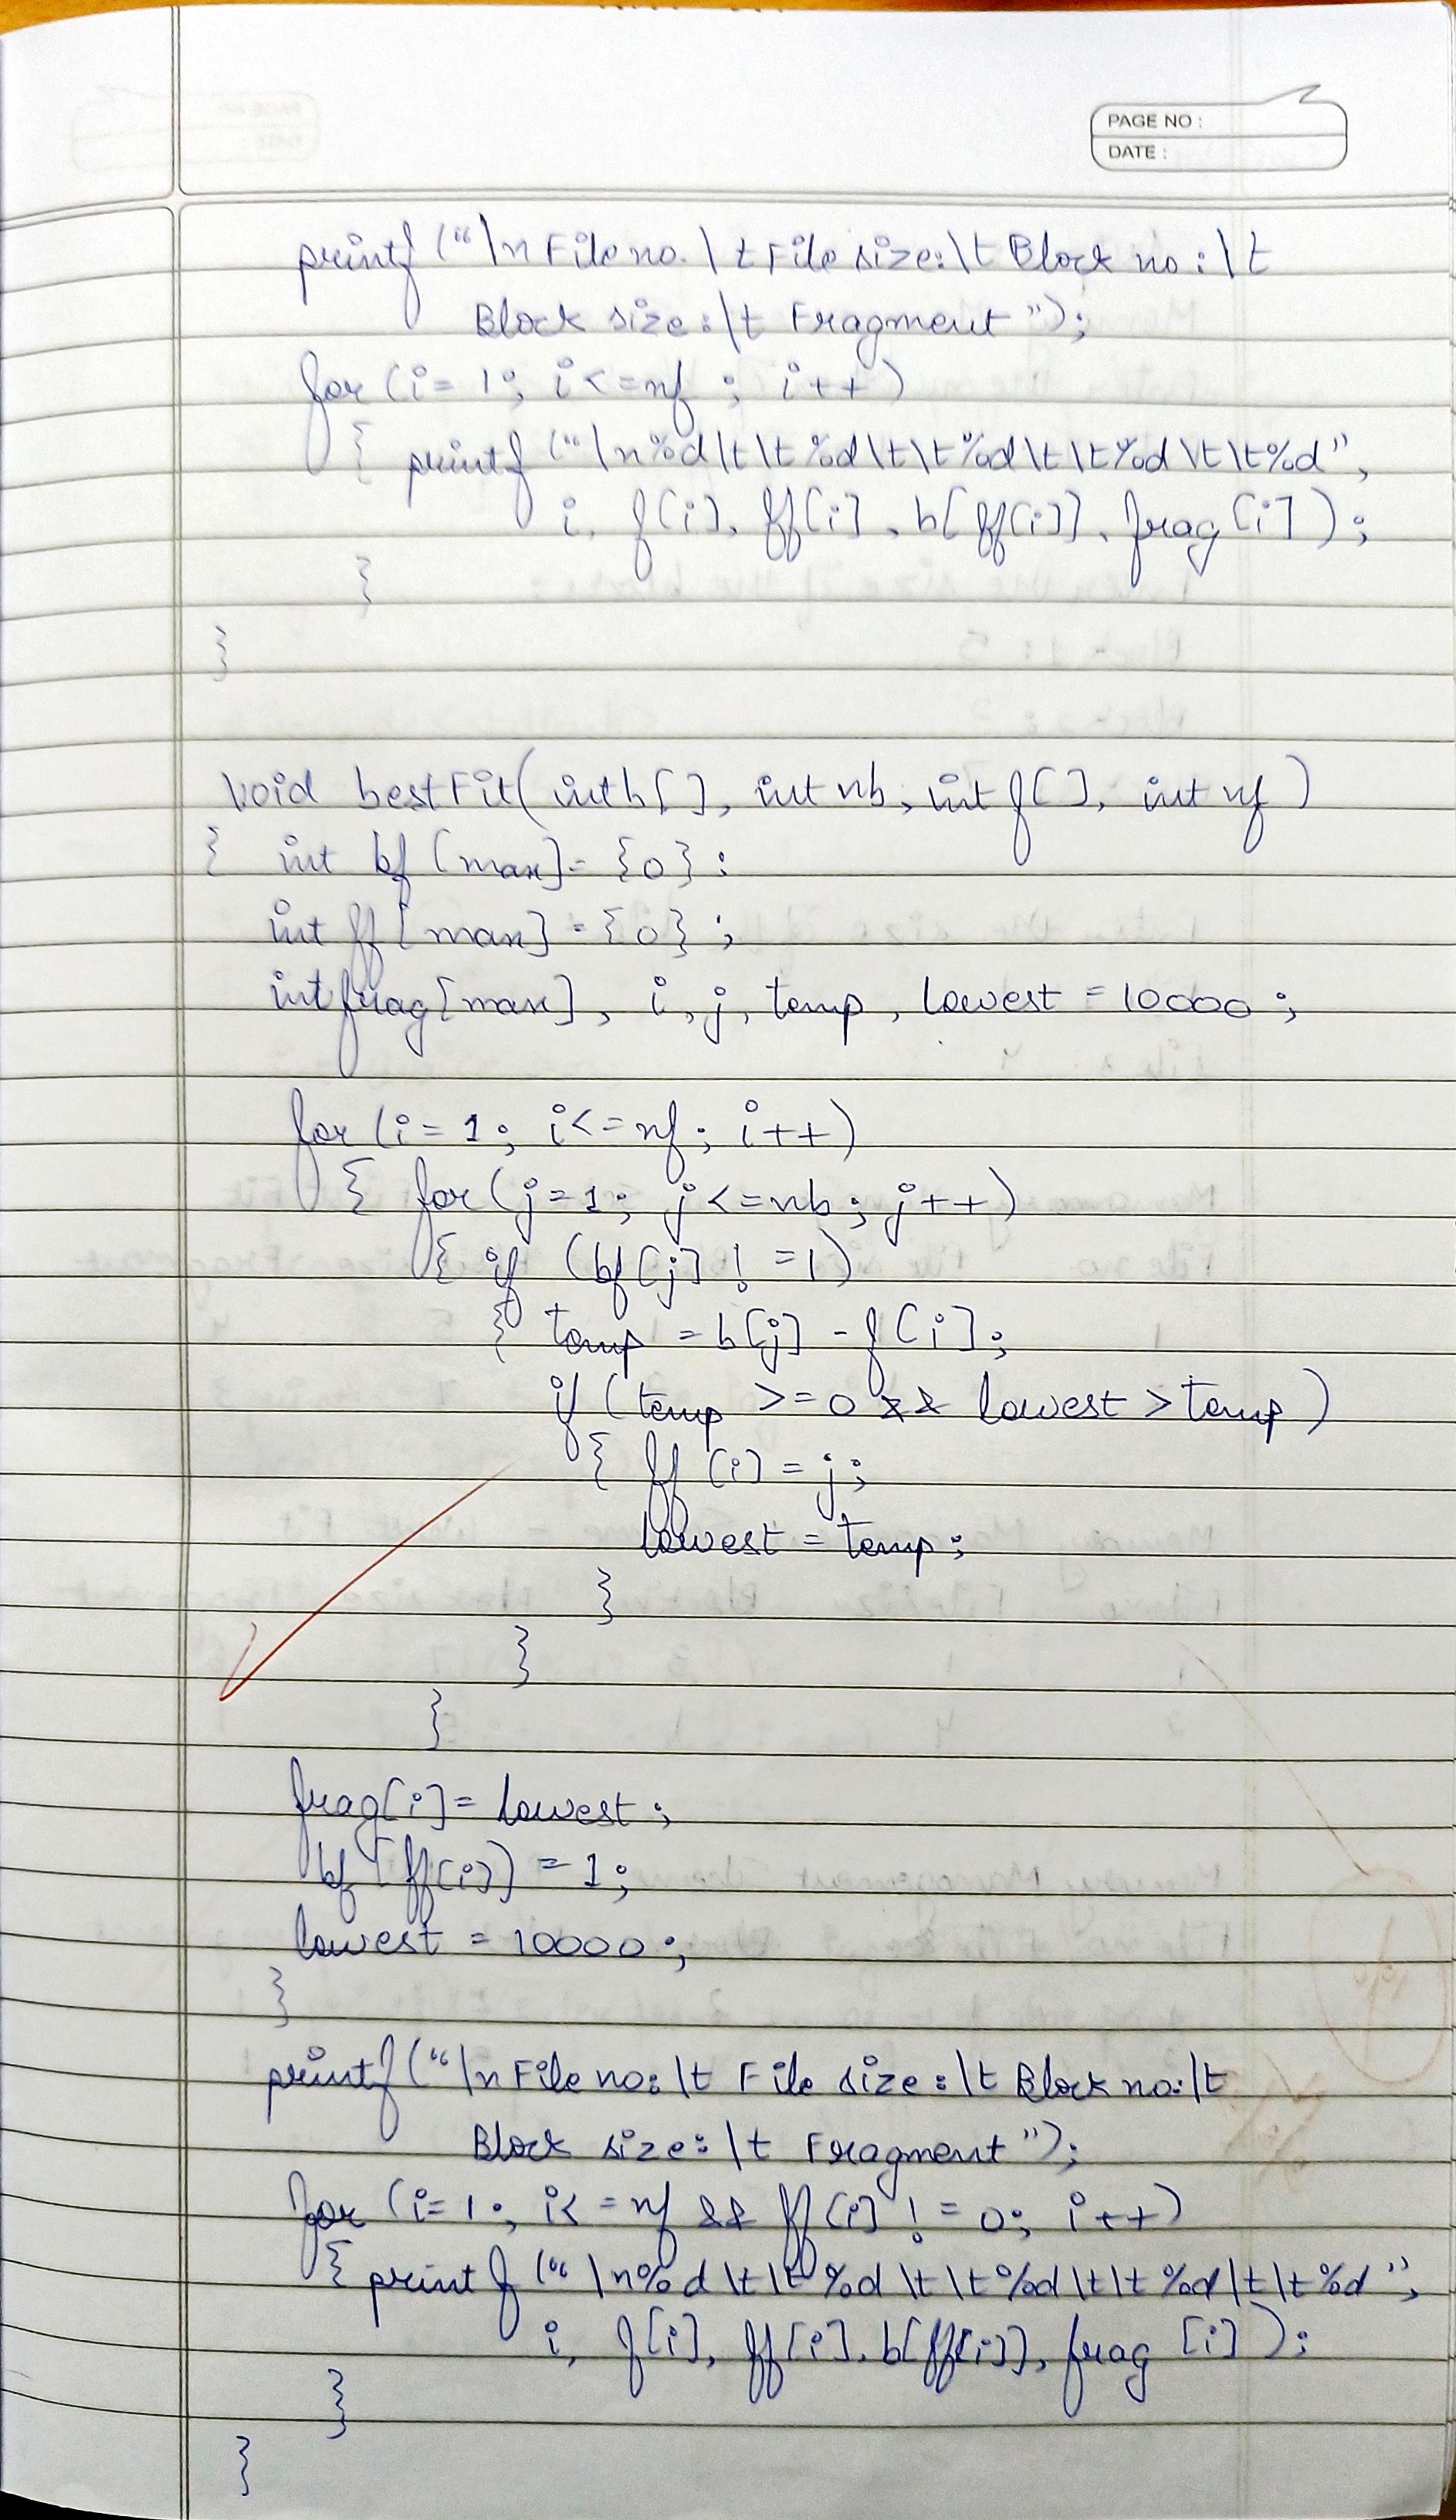 PAGE NO :
DATE :
printf ("\n File no. \t File size:\t Block no :\t
Block size:\t Fragment ");
for (i= 1; i<=nf ; i++)
{ printf ("\n%d\t\t %d\t\t%d\t\t%d\t\t%d",
i, f[i], ff[i], b[ff[i]], frag[i]);
}
}
void bestFit(int b[], int nb, int f[], int nf)
{ int bf [max]= {0};
int ff[max] = {0};
int frag[max], i, j, temp, lowest = 10000;
for (i= 1; i<=nf; i++)
{ for (j=1; j<=nb; j++)
{ if (bf[j] != 1)
{ temp = b[j] - f[i];
if (temp >=0 && lowest > temp)
{ ff [i] = j;
lowest = temp;
}
}
}
frag[i]= lowest;
bf [ff[i]] = 1;
lowest = 10000;
}
printf("\n File no:\t File size:\t Block no:\t
Block size:\t Fragment");
for (i=1; i<=nf && ff[i] != 0; i++)
{ printf ("\n%d\t\t %d\t\t%d\t\t%d\t\t%d",
i, f[i], ff[i], b[ff[i]], frag [i]);
}
}